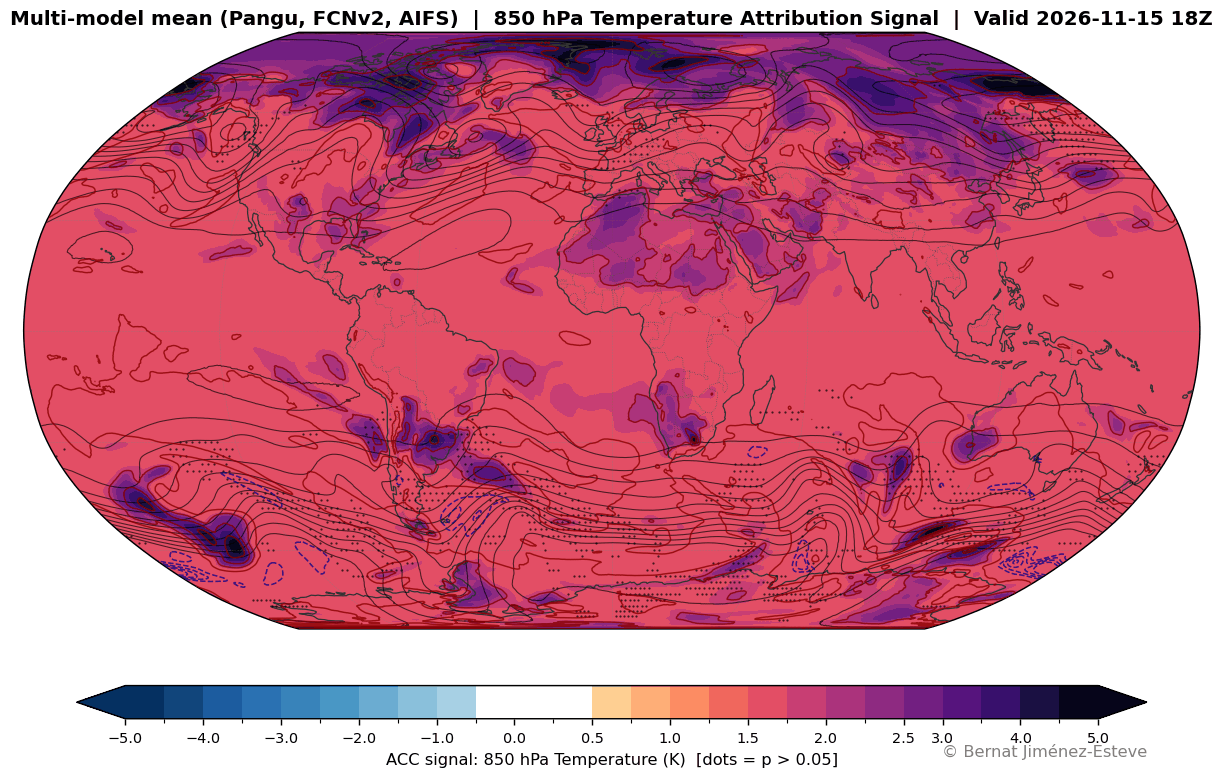 Multi-model mean (Pangu, FCNv2, AIFS)  |  850 hPa Temperature Attribution Signal  |  Valid 2026-11-15 18Z
−5.0 −4.0 −3.0 −2.0 −1.0 0.0 0.5 1.0 1.5 2.0 2.5 3.0 4.0 5.0
ACC signal: 850 hPa Temperature (K)  [dots = p > 0.05]
© Bernat Jiménez-Esteve